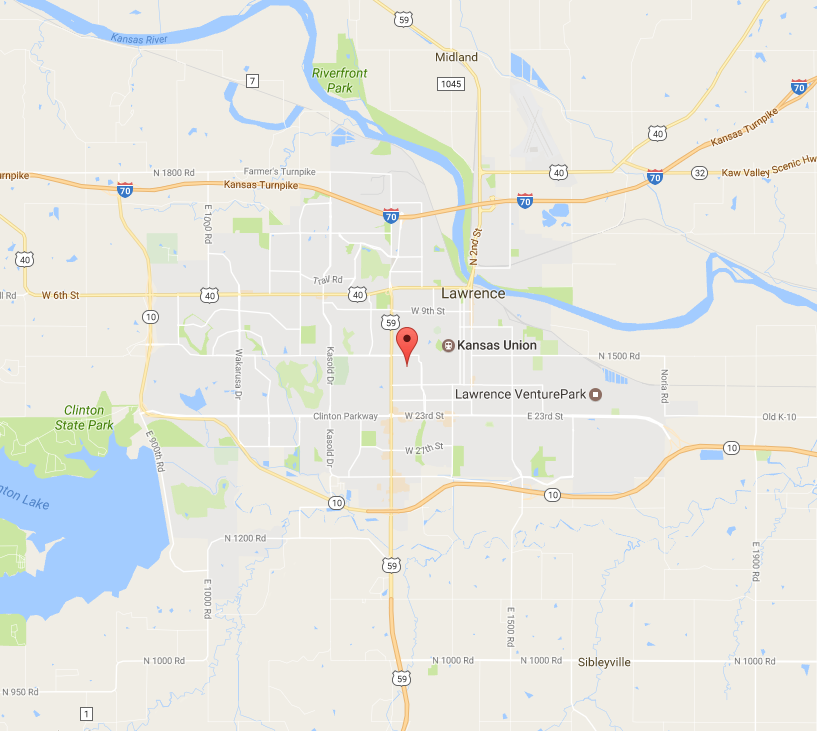 59
Kansas River
Midland
Riverfront
Park
7
1045
70
Kansas Turnpike
40
N 1800 Rd
Farmer's Turnpike
40
70
32
Kaw Valley Scenic Hw
rnpike
70
Kansas Turnpike
70
70
E 1000 Rd
N 2nd St
40
Trail Rd
W 6th St
40
40
Lawrence
10
59
W 9th St
Kansas Union
Wakarusa Dr
Kasold Dr
N 1500 Rd
Noria Rd
Lawrence VenturePark
Clinton
State Park
Clinton Parkway
W 23rd St
E 23rd St
Old K-10
E 900th Rd
Kasold Dr
W 27th St
10
nton Lake
10
10
N 1200 Rd
59
E 1000 Rd
E 1900 Rd
E 1500 Rd
N 1000 Rd
N 1000 Rd
N 1000 Rd
Sibleyville
N 1000 Rd
59
N 950 Rd
1